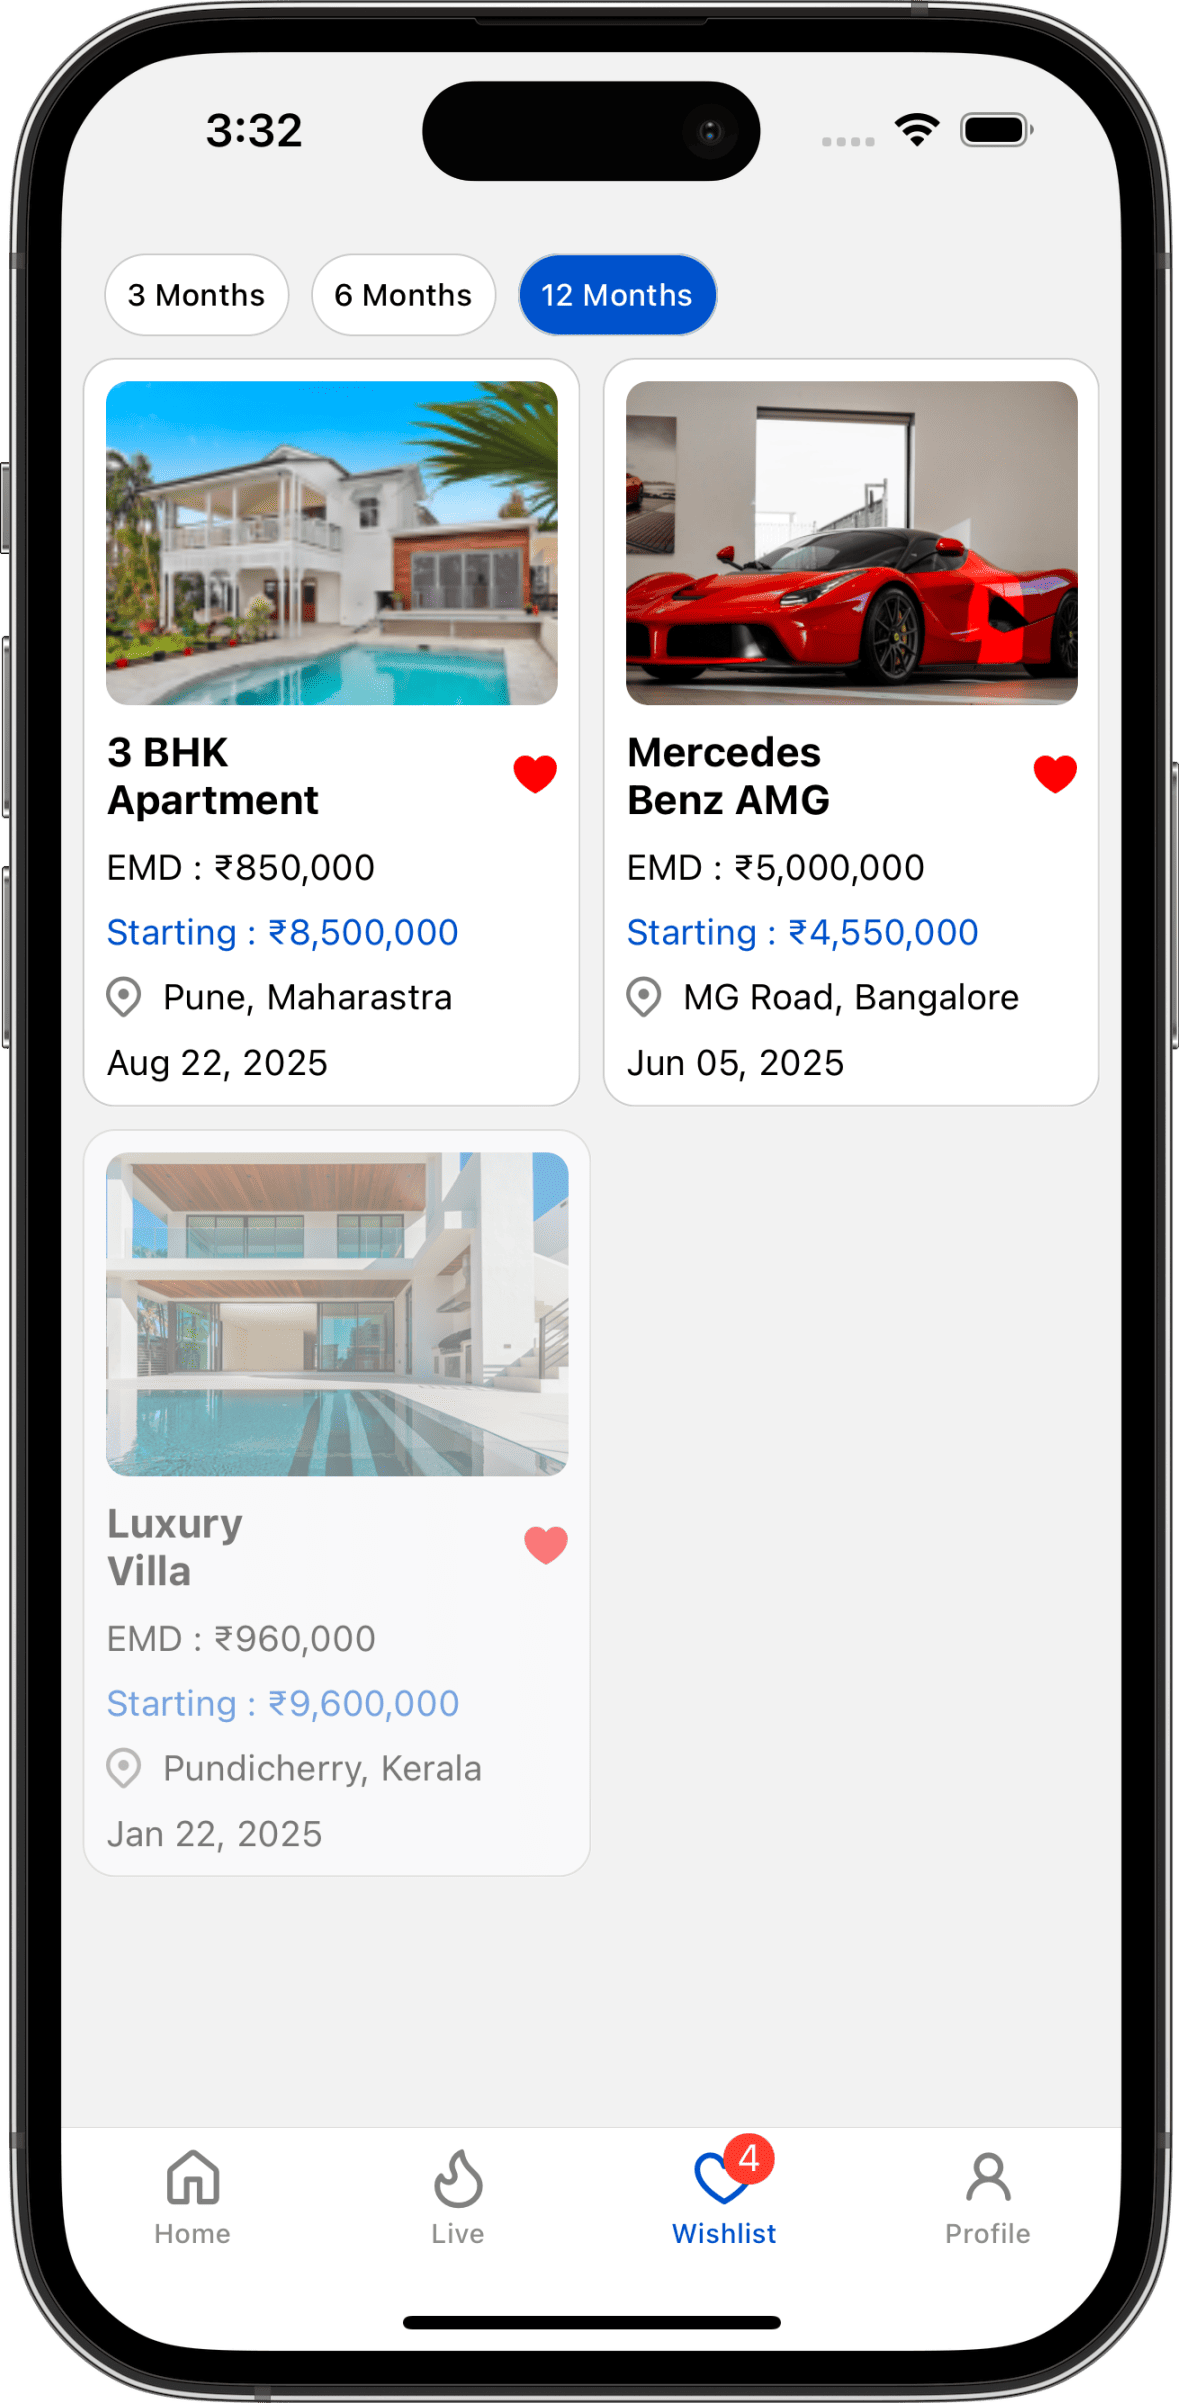 3:32
3 Months
6 Months
12 Months
3 BHK
Apartment
EMD : ₹850,000
Starting : ₹8,500,000
Pune, Maharastra
Aug 22, 2025
Mercedes
Benz AMG
EMD : ₹5,000,000
Starting : ₹4,550,000
MG Road, Bangalore
Jun 05, 2025
Luxury
Villa
EMD : ₹960,000
Starting : ₹9,600,000
Pundicherry, Kerala
Jan 22, 2025
4
Home
Live
Wishlist
Profile